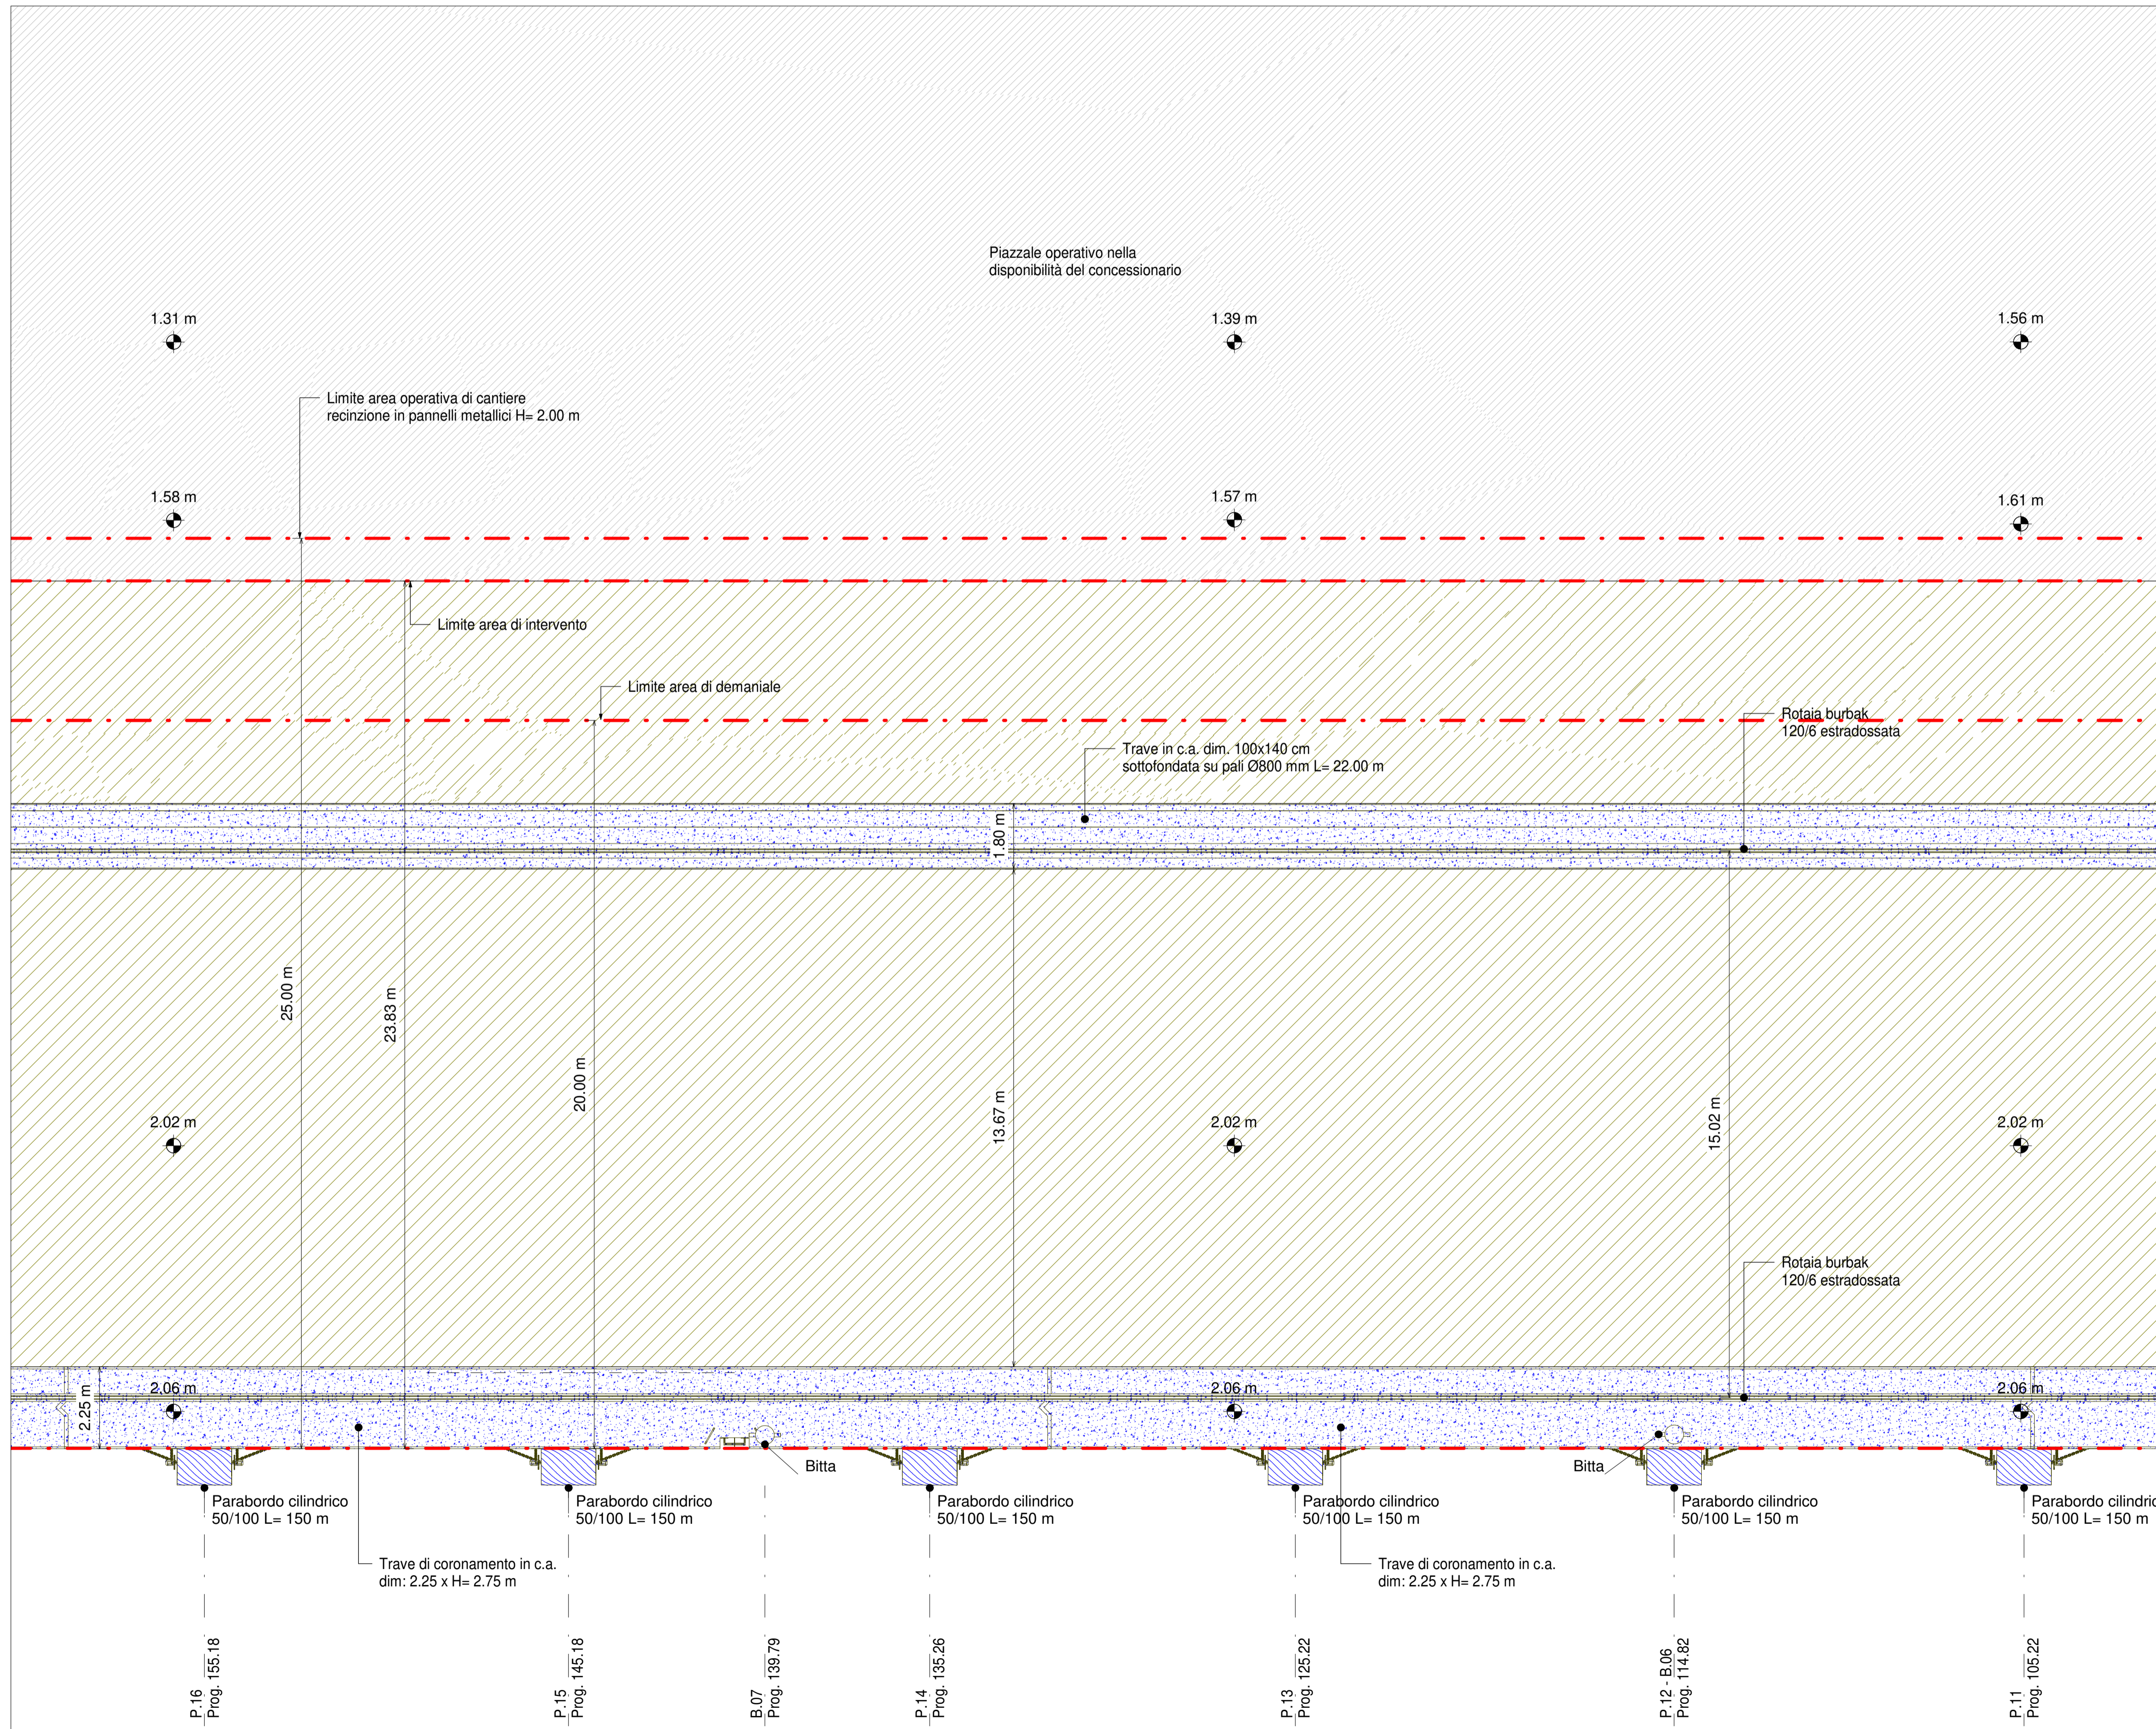 Piazzale operativo nella
disponibilità del concessionario
1.31 m
1.39 m
1.56 m
Limite area operativa di cantiere
recinzione in pannelli metallici H= 2.00 m
1.58 m
1.57 m
1.61 m
Limite area di intervento
Limite area di demaniale
Rotaia burbak
120/6 estradossata
Trave in c.a. dim. 100x140 cm
sottofondata su pali Ø800 mm L= 22.00 m
1.80 m
25.00 m
23.83 m
20.00 m
13.67 m
15.02 m
2.02 m
2.02 m
2.02 m
Rotaia burbak
120/6 estradossata
2.25 m
2.06 m
2.06 m
2.06 m
Bitta
Bitta
Parabordo cilindrico
50/100 L= 150 m
Parabordo cilindrico
50/100 L= 150 m
Parabordo cilindrico
50/100 L= 150 m
Parabordo cilindrico
50/100 L= 150 m
Parabordo cilindrico
50/100 L= 150 m
Parabordo cilindric
50/100 L= 150 m
Trave di coronamento in c.a.
dim: 2.25 x H= 2.75 m
Trave di coronamento in c.a.
dim: 2.25 x H= 2.75 m
P.16
Prog. 155.18
P.15
Prog. 145.18
B.07
Prog. 139.79
P.14
Prog. 135.26
P.13
Prog. 125.22
P.12 - B.06
Prog. 114.82
P.11
Prog. 105.22